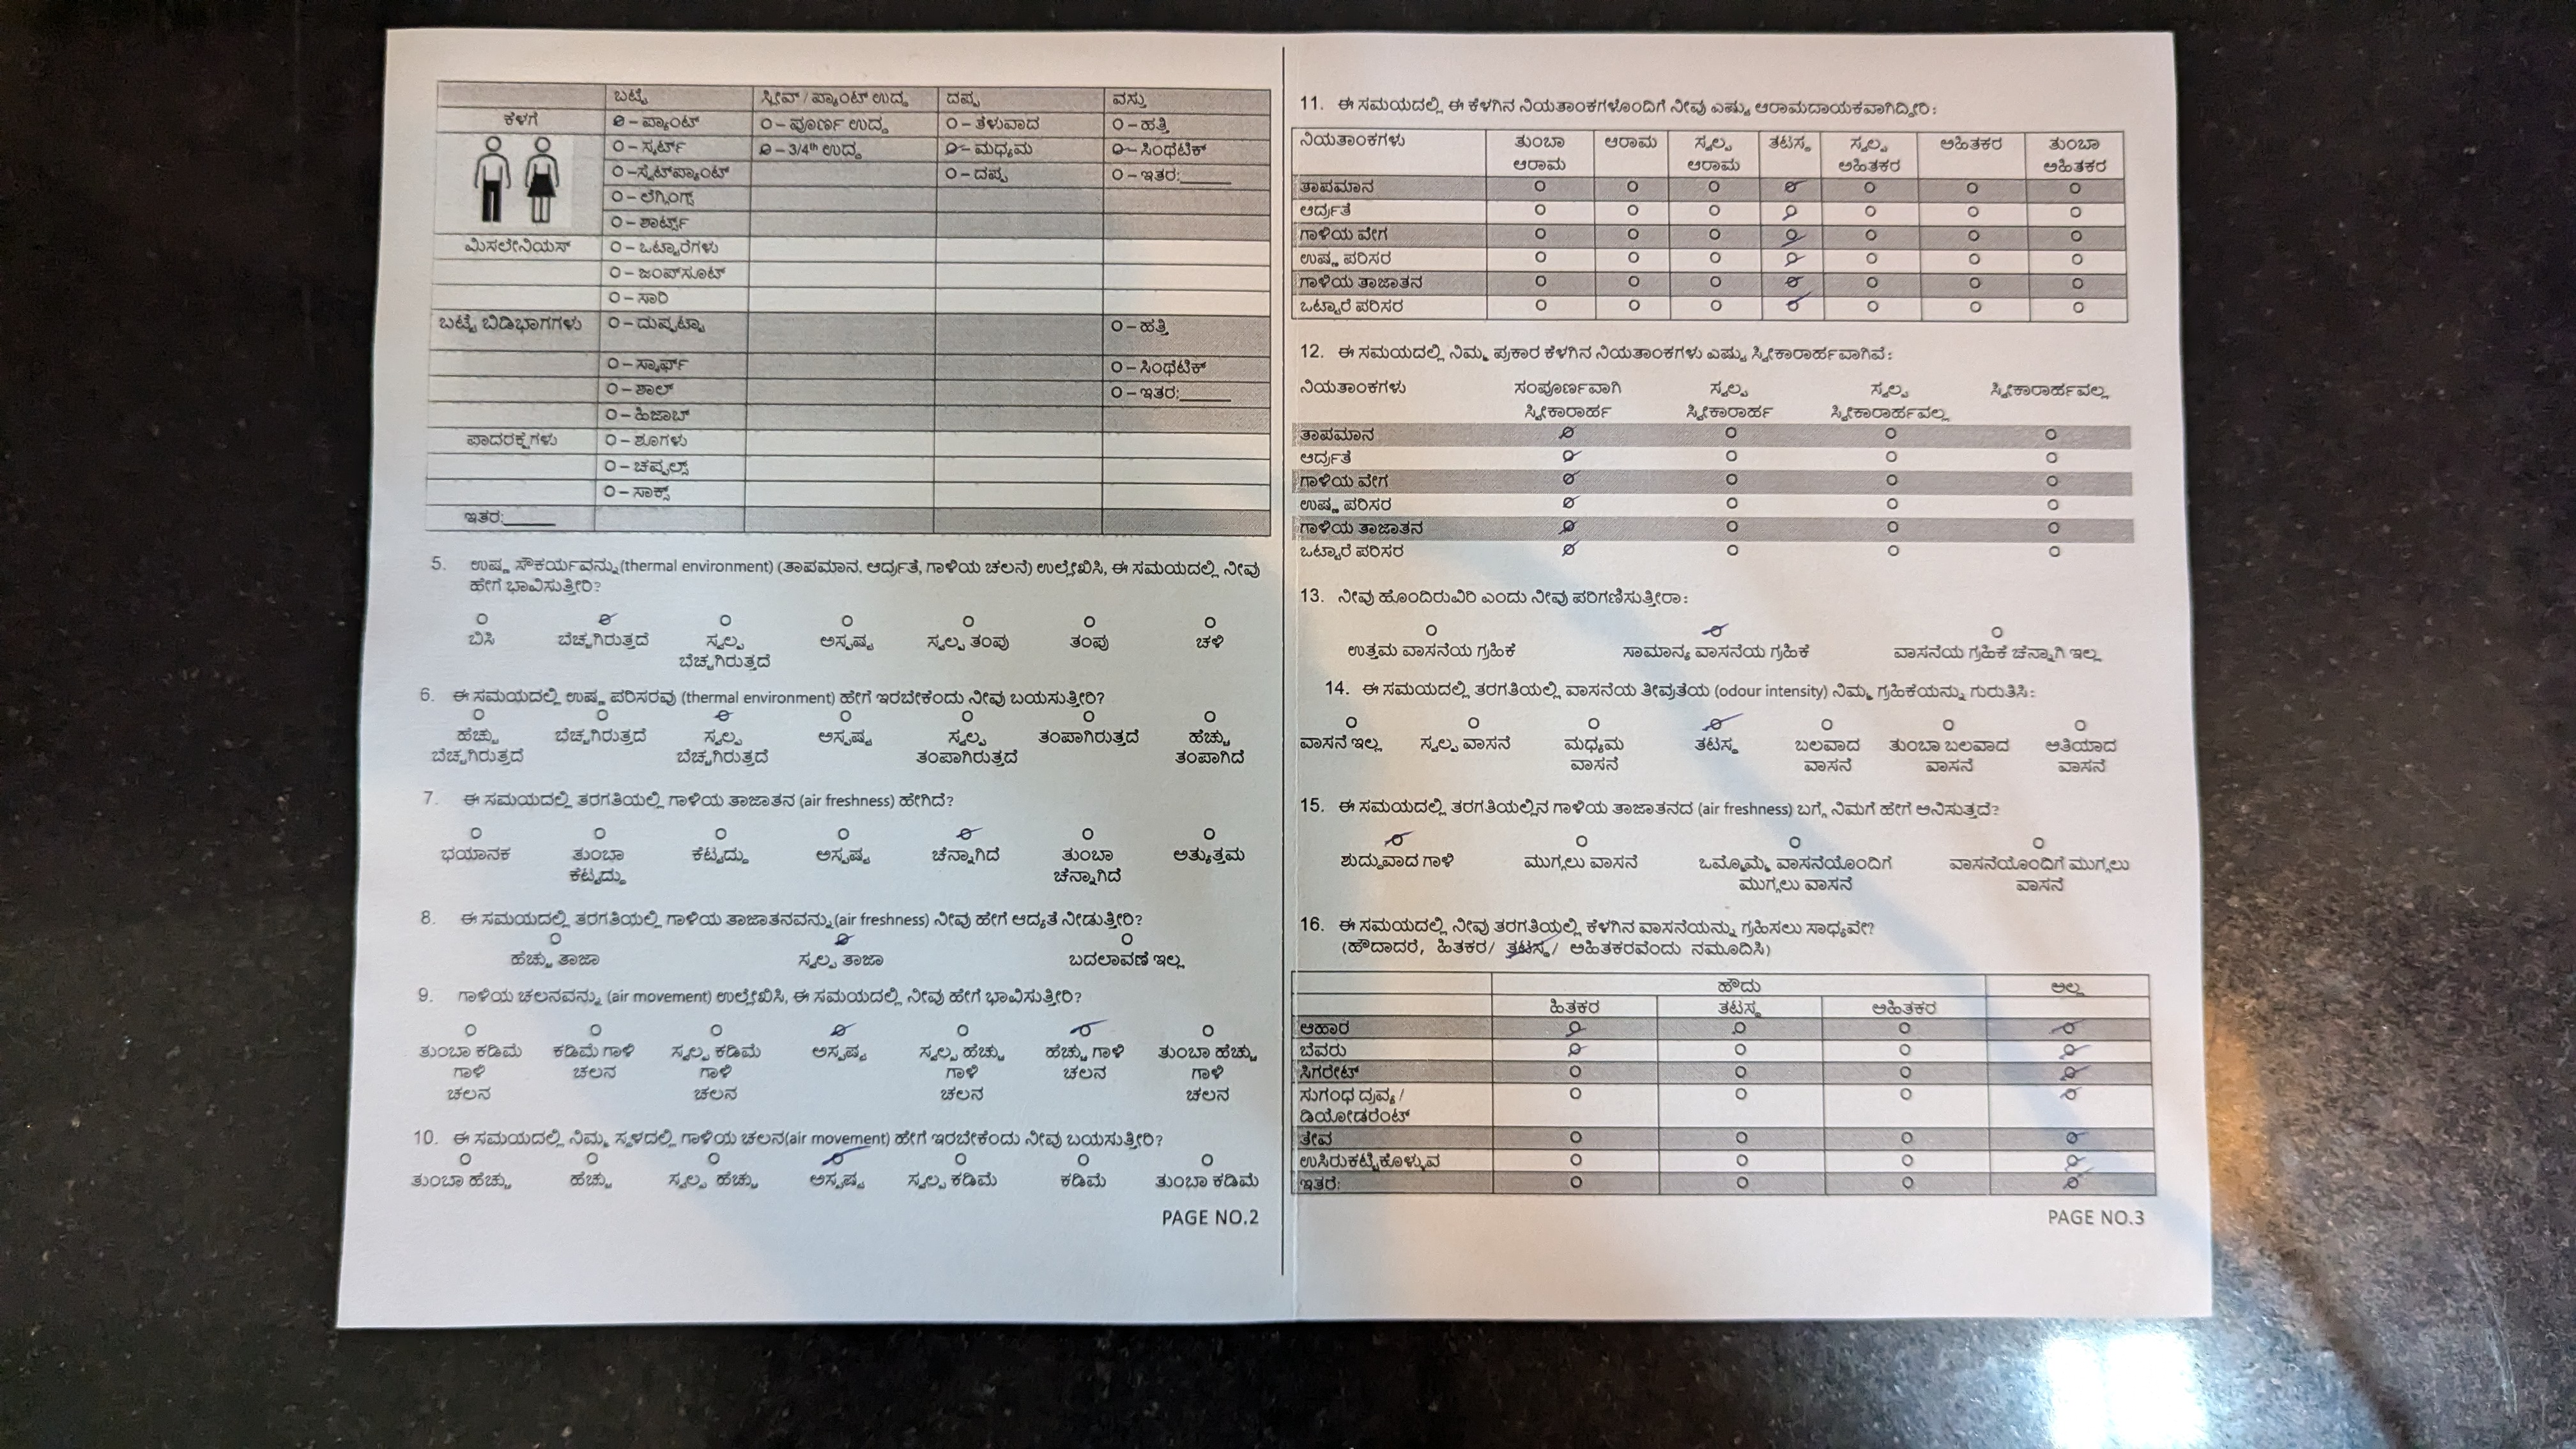 ಬಟ್ಟೆ ಸ್ಲೀವ್ / ಪ್ಯಾಂಟ್ ಉದ್ದ ದಪ್ಪ ವಸ್ತು
ಕೆಳಗೆ O – ಪ್ಯಾಂಟ್ O – ಪೂರ್ಣ ಉದ್ದ O – ತೆಳುವಾದ O – ಹತ್ತಿ
O – ಸ್ಕರ್ಟ್ O – 3/4th ಉದ್ದ O – ಮಧ್ಯಮ O – ಸಿಂಥೆಟಿಕ್
O –ಸ್ವೆಟ್‌ಪ್ಯಾಂಟ್ O – ದಪ್ಪ O – ಇತರ:______
O – ಲೆಗ್ಗಿಂಗ್ಸ್
O – ಶಾರ್ಟ್ಸ್
ಮಿಸಲೇನಿಯಸ್ O – ಒಟ್ಟಾರೆಗಳು
O – ಜಂಪ್‌ಸೂಟ್
O – ಸಾರಿ
ಬಟ್ಟೆ ಬಿಡಿಭಾಗಗಳು O – ದುಪ್ಪಟ್ಟಾ O – ಹತ್ತಿ
O – ಸ್ಕಾರ್ಫ್ O – ಸಿಂಥೆಟಿಕ್
O – ಶಾಲ್ O – ಇತರ:______
O – ಹಿಜಾಬ್
ಪಾದರಕ್ಷೆಗಳು O – ಶೂಗಳು
O – ಚಪ್ಪಲ್ಸ್
O – ಸಾಕ್ಸ್
ಇತರ:______
5. ಉಷ್ಣ ಸೌಕರ್ಯವನ್ನು(thermal environment) (ತಾಪಮಾನ, ಆರ್ದ್ರತೆ, ಗಾಳಿಯ ಚಲನೆ) ಉಲ್ಲೇಖಿಸಿ, ಈ ಸಮಯದಲ್ಲಿ ನೀವು
ಹೇಗೆ ಭಾವಿಸುತ್ತೀರಿ?
O O O O O O O
ಬಿಸಿ ಬೆಚ್ಚಗಿರುತ್ತದೆ ಸ್ವಲ್ಪ ಅಸ್ಪಷ್ಟ ಸ್ವಲ್ಪ ತಂಪು ತಂಪು ಚಳಿ
ಬೆಚ್ಚಗಿರುತ್ತದೆ
6. ಈ ಸಮಯದಲ್ಲಿ ಉಷ್ಣ ಪರಿಸರವು (thermal environment) ಹೇಗೆ ಇರಬೇಕೆಂದು ನೀವು ಬಯಸುತ್ತೀರಿ?
O O O O O O O
ಹೆಚ್ಚು ಬೆಚ್ಚಗಿರುತ್ತದೆ ಸ್ವಲ್ಪ ಅಸ್ಪಷ್ಟ ಸ್ವಲ್ಪ ತಂಪಾಗಿರುತ್ತದೆ ಹೆಚ್ಚು
ಬೆಚ್ಚಗಿರುತ್ತದೆ ಬೆಚ್ಚಗಿರುತ್ತದೆ ತಂಪಾಗಿರುತ್ತದೆ ತಂಪಾಗಿದೆ
7. ಈ ಸಮಯದಲ್ಲಿ ತರಗತಿಯಲ್ಲಿ ಗಾಳಿಯ ತಾಜಾತನ (air freshness) ಹೇಗಿದೆ?
O O O O O O O
ಭಯಾನಕ ತುಂಬಾ ಕೆಟ್ಟದ್ದು ಅಸ್ಪಷ್ಟ ಚೆನ್ನಾಗಿದೆ ತುಂಬಾ ಅತ್ಯುತ್ತಮ
ಕೆಟ್ಟದ್ದು ಚೆನ್ನಾಗಿದೆ
8. ಈ ಸಮಯದಲ್ಲಿ ತರಗತಿಯಲ್ಲಿ ಗಾಳಿಯ ತಾಜಾತನವನ್ನು(air freshness) ನೀವು ಹೇಗೆ ಆದ್ಯತೆ ನೀಡುತ್ತೀರಿ?
O O O
ಹೆಚ್ಚು ತಾಜಾ ಸ್ವಲ್ಪ ತಾಜಾ ಬದಲಾವಣೆ ಇಲ್ಲ
9. ಗಾಳಿಯ ಚಲನವನ್ನು (air movement) ಉಲ್ಲೇಖಿಸಿ, ಈ ಸಮಯದಲ್ಲಿ ನೀವು ಹೇಗೆ ಭಾವಿಸುತ್ತೀರಿ?
O O O O O O O
ತುಂಬಾ ಕಡಿಮೆ ಕಡಿಮೆ ಗಾಳಿ ಸ್ವಲ್ಪ ಕಡಿಮೆ ಅಸ್ಪಷ್ಟ ಸ್ವಲ್ಪ ಹೆಚ್ಚು ಹೆಚ್ಚು ಗಾಳಿ ತುಂಬಾ ಹೆಚ್ಚು
ಗಾಳಿ ಚಲನ ಗಾಳಿ ಗಾಳಿ ಚಲನ ಗಾಳಿ
ಚಲನ ಚಲನ ಚಲನ ಚಲನ
10. ಈ ಸಮಯದಲ್ಲಿ ನಿಮ್ಮ ಸ್ಥಳದಲ್ಲಿ ಗಾಳಿಯ ಚಲನ(air movement) ಹೇಗೆ ಇರಬೇಕೆಂದು ನೀವು ಬಯಸುತ್ತೀರಿ?
O O O O O O O
ತುಂಬಾ ಹೆಚ್ಚು ಹೆಚ್ಚು ಸ್ವಲ್ಪ ಹೆಚ್ಚು ಅಸ್ಪಷ್ಟ ಸ್ವಲ್ಪ ಕಡಿಮೆ ಕಡಿಮೆ ತುಂಬಾ ಕಡಿಮೆ
PAGE NO.2
11. ಈ ಸಮಯದಲ್ಲಿ ಈ ಕೆಳಗಿನ ನಿಯತಾಂಕಗಳೊಂದಿಗೆ ನೀವು ಎಷ್ಟು ಆರಾಮದಾಯಕವಾಗಿದ್ದೀರಿ:
ನಿಯತಾಂಕಗಳು ತುಂಬಾ ಆರಾಮ ಸ್ವಲ್ಪ ತಟಸ್ಥ ಸ್ವಲ್ಪ ಅಹಿತಕರ ತುಂಬಾ
ಆರಾಮ ಆರಾಮ ಅಹಿತಕರ ಅಹಿತಕರ
ತಾಪಮಾನ O O O O O O O
ಆರ್ದ್ರತೆ O O O O O O O
ಗಾಳಿಯ ವೇಗ O O O O O O O
ಉಷ್ಣ ಪರಿಸರ O O O O O O O
ಗಾಳಿಯ ತಾಜಾತನ O O O O O O O
ಒಟ್ಟಾರೆ ಪರಿಸರ O O O O O O O
12. ಈ ಸಮಯದಲ್ಲಿ ನಿಮ್ಮ ಪ್ರಕಾರ ಕೆಳಗಿನ ನಿಯತಾಂಕಗಳು ಎಷ್ಟು ಸ್ವೀಕಾರಾರ್ಹವಾಗಿವೆ:
ನಿಯತಾಂಕಗಳು ಸಂಪೂರ್ಣವಾಗಿ ಸ್ವಲ್ಪ ಸ್ವಲ್ಪ ಸ್ವೀಕಾರಾರ್ಹವಲ್ಲ
ಸ್ವೀಕಾರಾರ್ಹ ಸ್ವೀಕಾರಾರ್ಹ ಸ್ವೀಕಾರಾರ್ಹವಲ್ಲ
ತಾಪಮಾನ O O O O
ಆರ್ದ್ರತೆ O O O O
ಗಾಳಿಯ ವೇಗ O O O O
ಉಷ್ಣ ಪರಿಸರ O O O O
ಗಾಳಿಯ ತಾಜಾತನ O O O O
ಒಟ್ಟಾರೆ ಪರಿಸರ O O O O
13. ನೀವು ಹೊಂದಿರುವಿರಿ ಎಂದು ನೀವು ಪರಿಗಣಿಸುತ್ತೀರಾ:
O O O
ಉತ್ತಮ ವಾಸನೆಯ ಗ್ರಹಿಕೆ ಸಾಮಾನ್ಯ ವಾಸನೆಯ ಗ್ರಹಿಕೆ ವಾಸನೆಯ ಗ್ರಹಿಕೆ ಚೆನ್ನಾಗಿ ಇಲ್ಲ
14. ಈ ಸಮಯದಲ್ಲಿ ತರಗತಿಯಲ್ಲಿ ವಾಸನೆಯ ತೀವ್ರತೆಯ (odour intensity) ನಿಮ್ಮ ಗ್ರಹಿಕೆಯನ್ನು ಗುರುತಿಸಿ:
O O O O O O O
ವಾಸನೆ ಇಲ್ಲ ಸ್ವಲ್ಪ ವಾಸನೆ ಮಧ್ಯಮ ತಟಸ್ಥ ಬಲವಾದ ತುಂಬಾ ಬಲವಾದ ಅತಿಯಾದ
ವಾಸನೆ ವಾಸನೆ ವಾಸನೆ ವಾಸನೆ
15. ಈ ಸಮಯದಲ್ಲಿ ತರಗತಿಯಲ್ಲಿನ ಗಾಳಿಯ ತಾಜಾತನದ (air freshness) ಬಗ್ಗೆ ನಿಮಗೆ ಹೇಗೆ ಅನಿಸುತ್ತದೆ?
O O O O
ಶುದ್ಧುವಾದ ಗಾಳಿ ಮುಗ್ಗಲು ವಾಸನೆ ಒಮ್ಮೊಮ್ಮೆ ವಾಸನೆಯೊಂದಿಗೆ ವಾಸನೆಯೊಂದಿಗೆ ಮುಗ್ಗಲು
ಮುಗ್ಗಲು ವಾಸನೆ ವಾಸನೆ
16. ಈ ಸಮಯದಲ್ಲಿ ನೀವು ತರಗತಿಯಲ್ಲಿ ಕೆಳಗಿನ ವಾಸನೆಯನ್ನು ಗ್ರಹಿಸಲು ಸಾಧ್ಯವೇ?
(ಹೌದಾದರೆ, ಹಿತಕರ/ ತಟಸ್ಥ/ ಅಹಿತಕರವೆಂದು ನಮೂದಿಸಿ)
ಹೌದು ಅಲ್ಲ
ಹಿತಕರ ತಟಸ್ಥ ಅಹಿತಕರ
ಆಹಾರ O O O O
ಬೆವರು O O O O
ಸಿಗರೇಟ್ O O O O
ಸುಗಂಧ ದ್ರವ್ಯ / O O O O
ಡಿಯೋಡರೆಂಟ್
ತೇವ O O O O
ಉಸಿರುಕಟ್ಟಿಕೊಳ್ಳುವ O O O O
ಇತರೆ: O O O O
PAGE NO.3